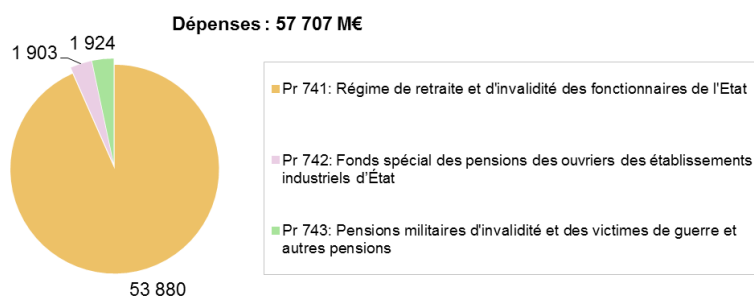 Dépenses : 57 707 M€
1 903
1 924
53 880
Pr 741: Régime de retraite et d'invalidité des fonctionnaires de l'Etat
Pr 742: Fonds spécial des pensions des ouvriers des établissements
industriels d'État
Pr 743: Pensions militaires d'invalidité et des victimes de guerre et
autres pensions